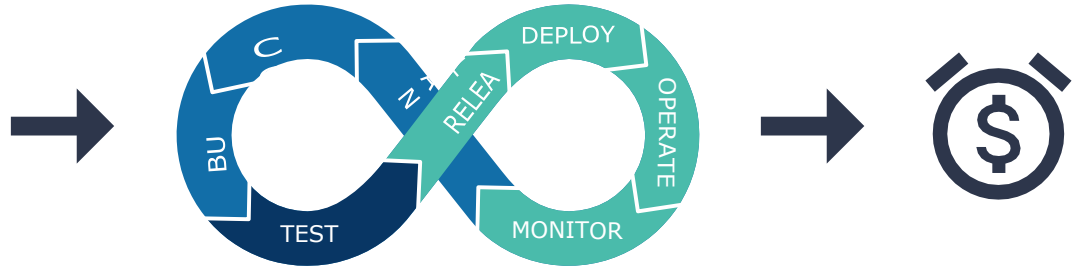 C
BU
TEST
N
RELEA
DEPLOY
OPERATE
MONITOR
$